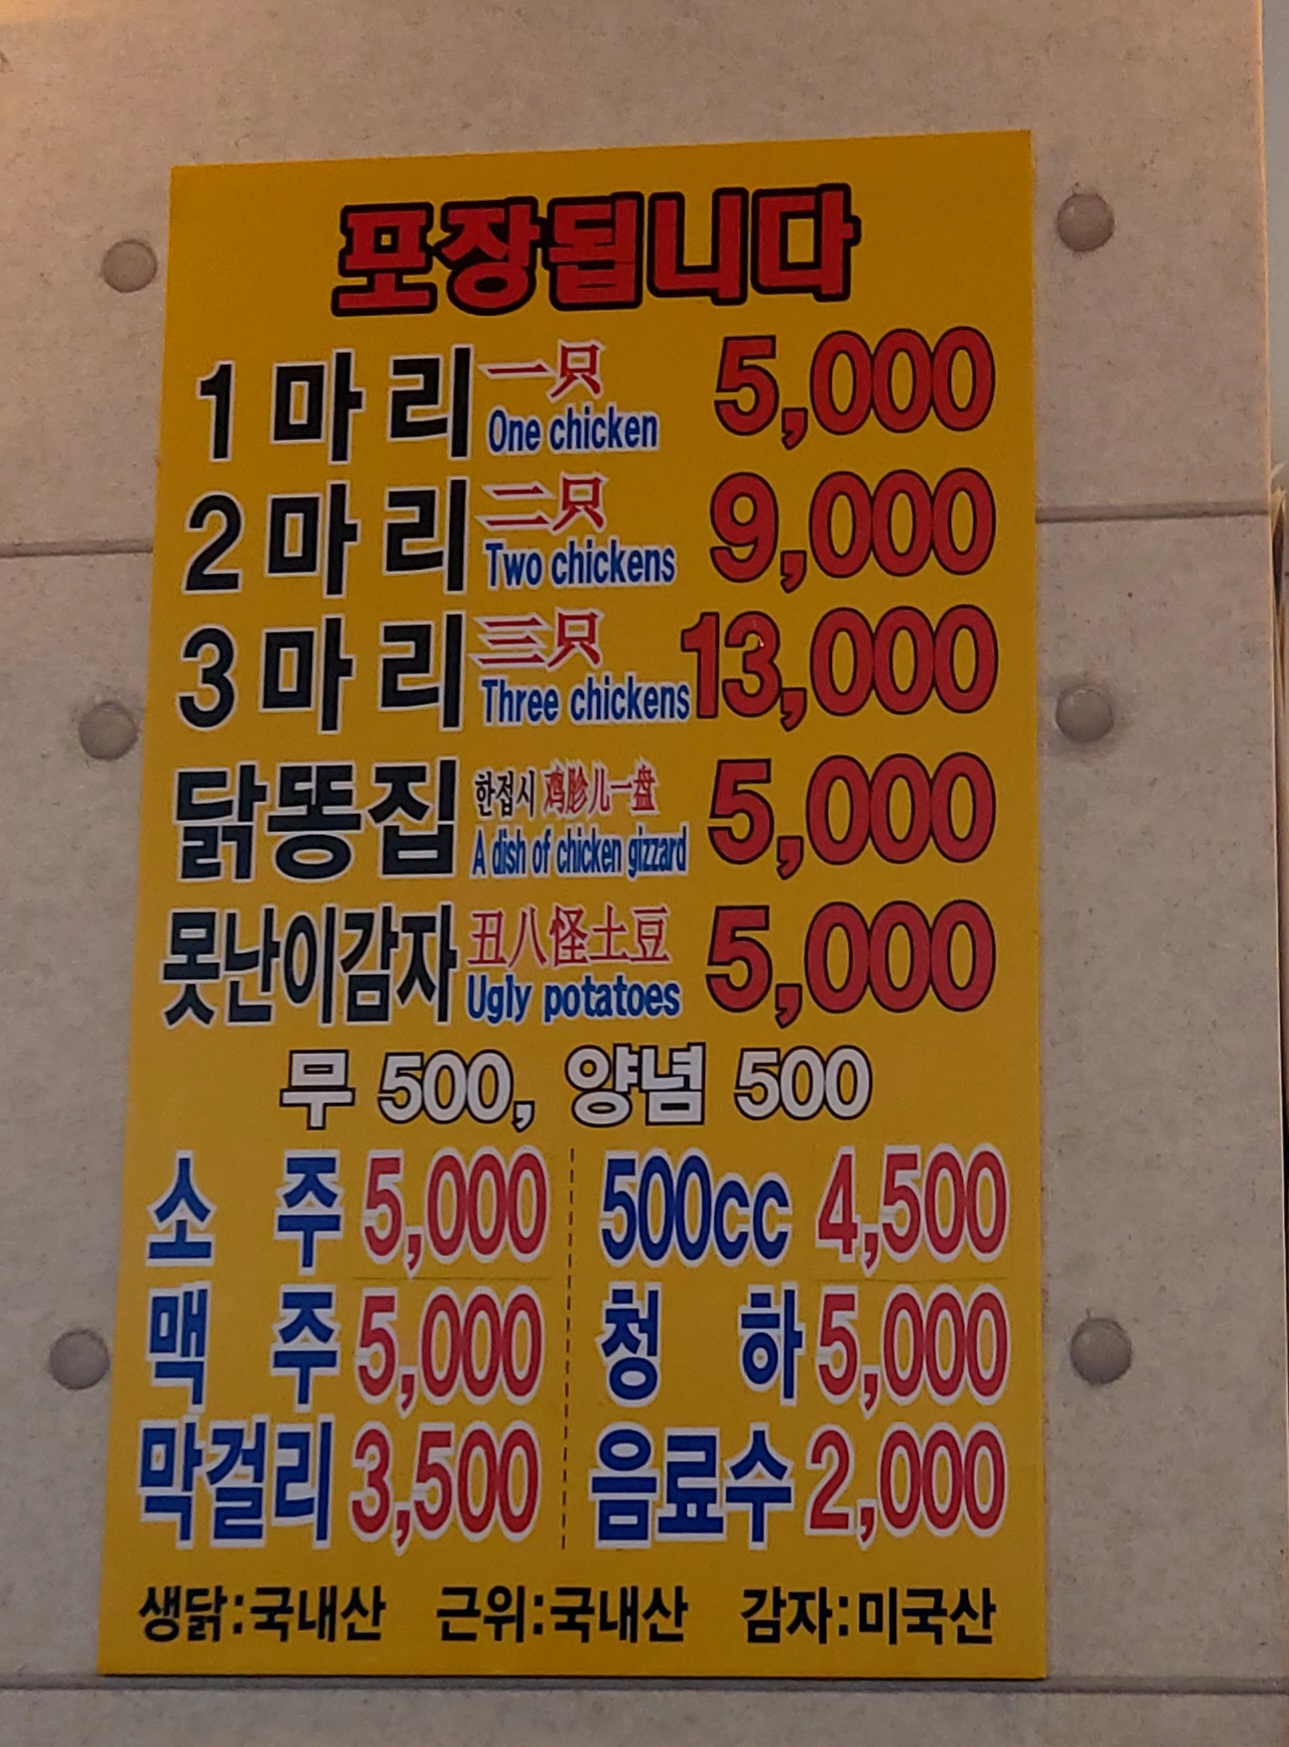 포장됩니다
1마리 一只 One chicken 5,000
2마리 二只 Two chickens 9,000
3마리 三只 Three chickens 13,000
닭똥집 한접시 鸡胗儿一盘 A dish of chicken gizzard 5,000
못난이감자 丑八怪土豆 Ugly potatoes 5,000
무 500, 양념 500
소주 5,000 500cc 4,500
맥주 5,000 청하 5,000
막걸리 3,500 음료수 2,000
생닭:국내산 근위:국내산 감자:미국산